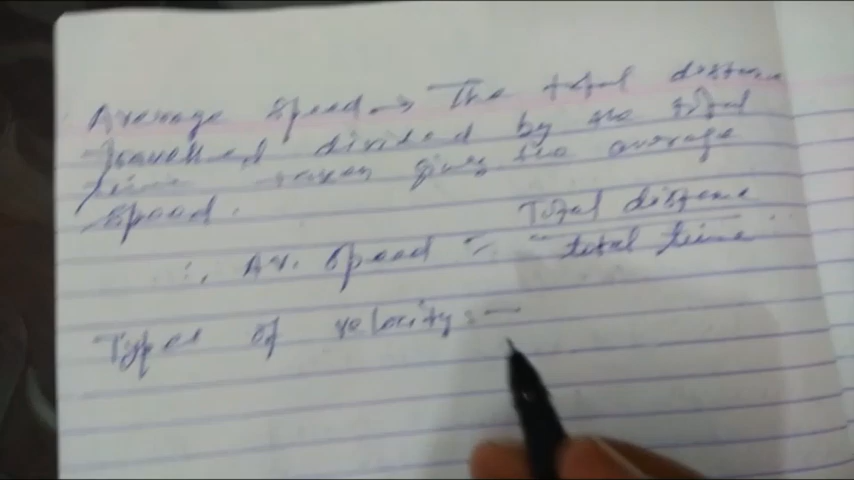 Average speed → The total distance
travelled divided by the total
time taken gives the average
speed.
Total distance
∴ Av. speed = total time
Types of velocity:—